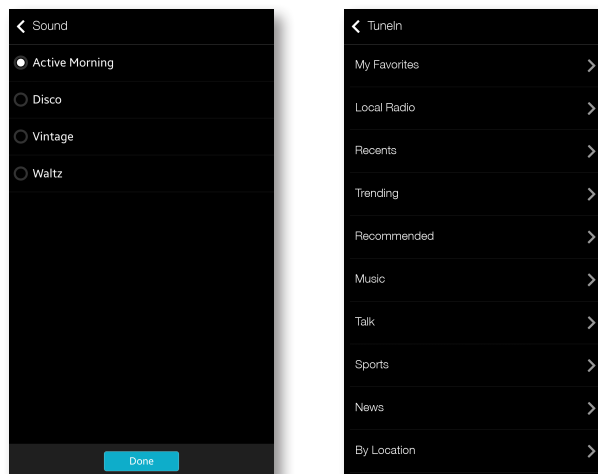 Sound
Active Morning
Disco
Vintage
Waltz
Done
TuneIn
My Favorites
Local Radio
Recents
Trending
Recommended
Music
Talk
Sports
News
By Location